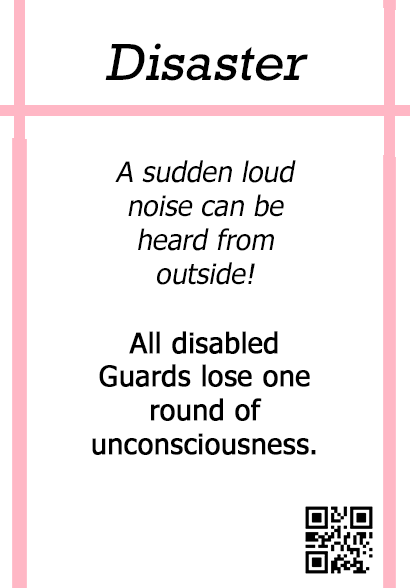 Disaster
A sudden loud
noise can be
heard from
outside!
All disabled
Guards lose one
round of
unconsciousness.